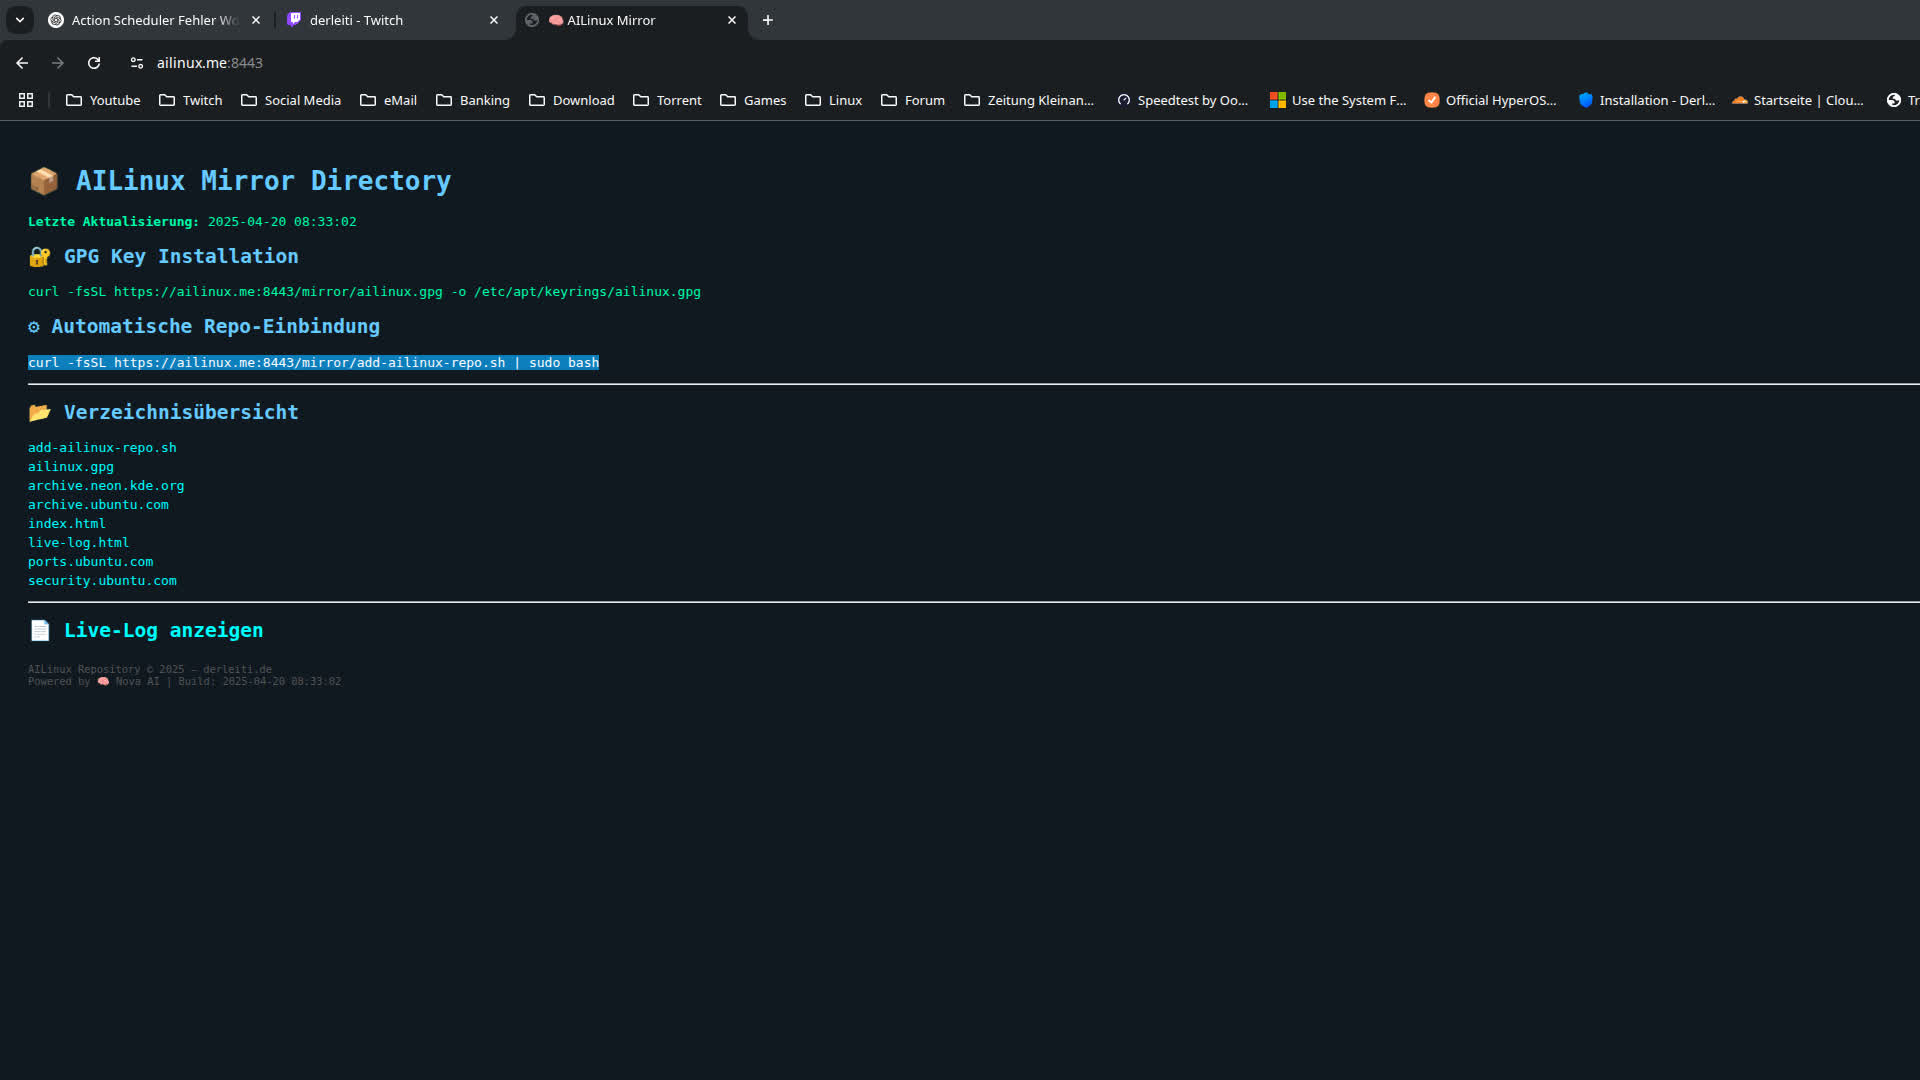 Action Scheduler Fehler Wo
derleiti - Twitch
🧠 AILinux Mirror
ailinux.me:8443
Youtube Twitch Social Media eMail Banking Download Torrent Games Linux Forum Zeitung Kleinan... Speedtest by Oo... Use the System F... Official HyperOS... Installation - Derl... Startseite | Clou... Tr
📦 AILinux Mirror Directory
Letzte Aktualisierung: 2025-04-20 08:33:02
🔐 GPG Key Installation
curl -fsSL https://ailinux.me:8443/mirror/ailinux.gpg -o /etc/apt/keyrings/ailinux.gpg
⚙ Automatische Repo-Einbindung
curl -fsSL https://ailinux.me:8443/mirror/add-ailinux-repo.sh | sudo bash
📂 Verzeichnisübersicht
add-ailinux-repo.sh
ailinux.gpg
archive.neon.kde.org
archive.ubuntu.com
index.html
live-log.html
ports.ubuntu.com
security.ubuntu.com
📄 Live-Log anzeigen
AILinux Repository © 2025 – derleiti.de
Powered by 🧠 Nova AI | Build: 2025-04-20 08:33:02